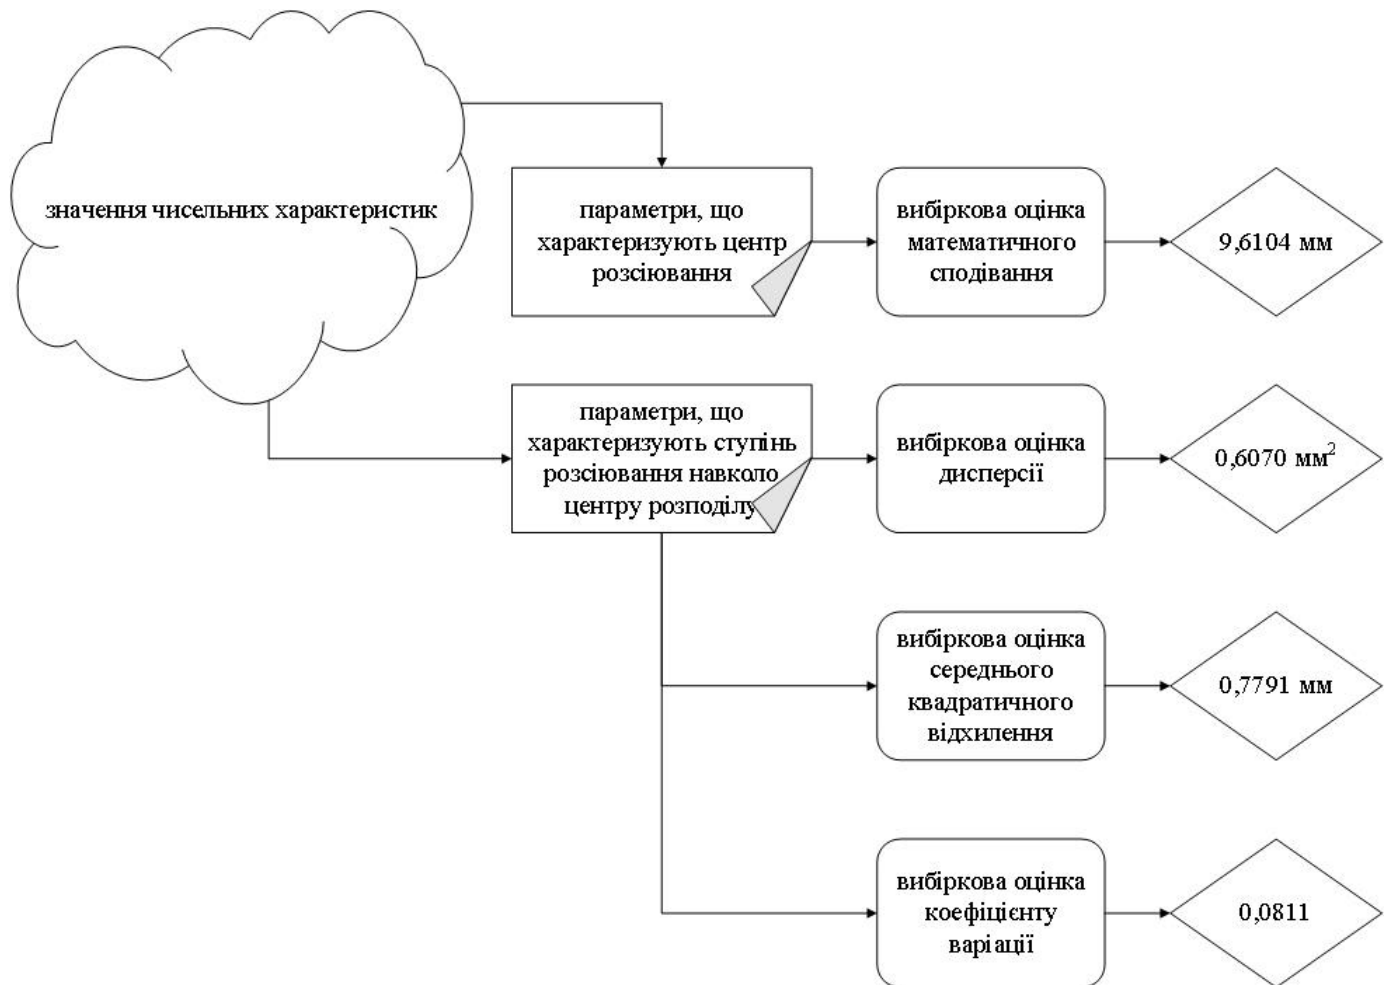 значення чисельних характеристик
параметри, що
характеризують центр
розсіювання
вибіркова оцінка
математичного
сподівання
9,6104 мм
параметри, що
характеризують ступінь
розсіювання навколо
центру розподілу
вибіркова оцінка
дисперсії
0,6070 мм²
вибіркова оцінка
середнього
квадратичного
відхилення
0,7791 мм
вибіркова оцінка
коефіцієнту
варіації
0,0811